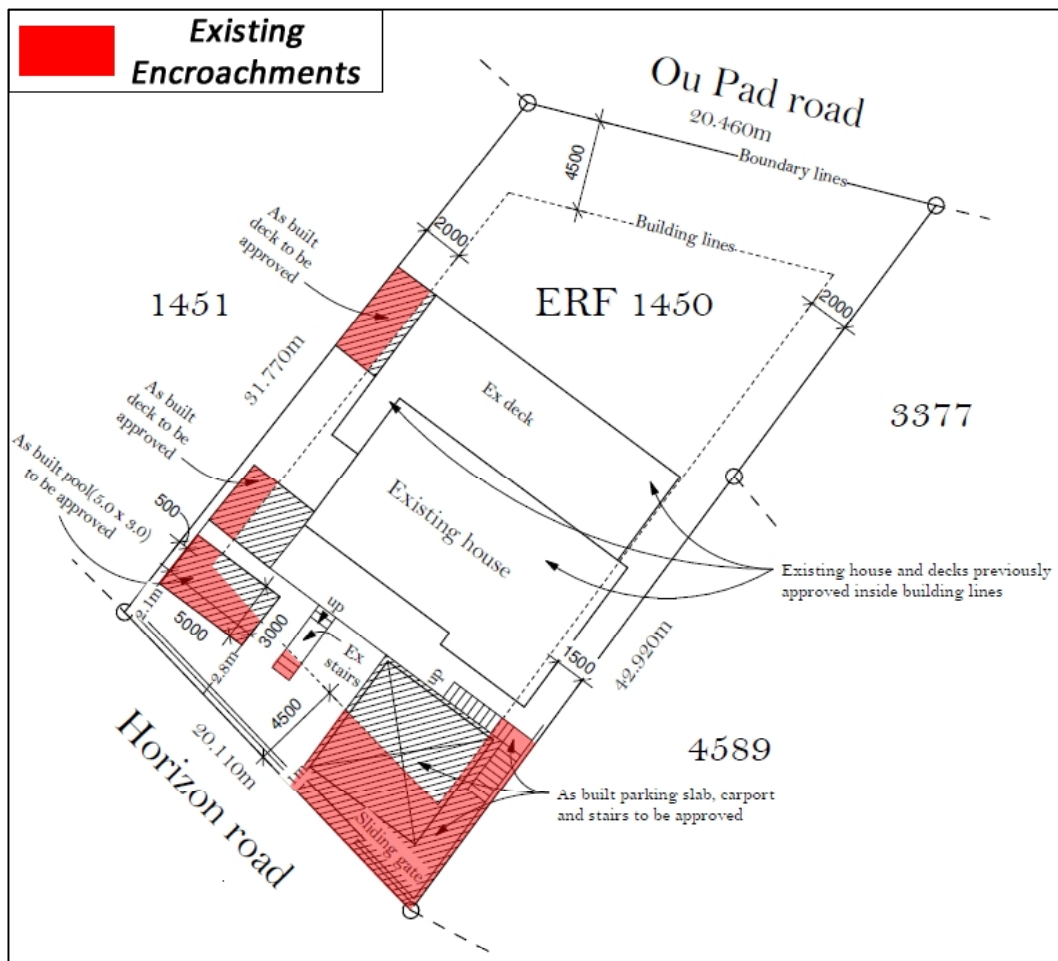 Existing
Encroachments
Ou Pad road
20.460m
Boundary lines
4500
Building lines
2000
As built
deck to be
approved
1451
ERF 1450
2000
31.770m
Ex deck
3377
As built
deck to be
approved
As built pool(5.0 x 3.0)
to be approved
500
Existing house
Existing house and decks previously
approved inside building lines
2.1m
5000
3000
2.8m
up
Ex
stairs
up
1500
42.920m
4500
20.110m
Horizon road
4589
As built parking slab, carport
and stairs to be approved
Sliding gate